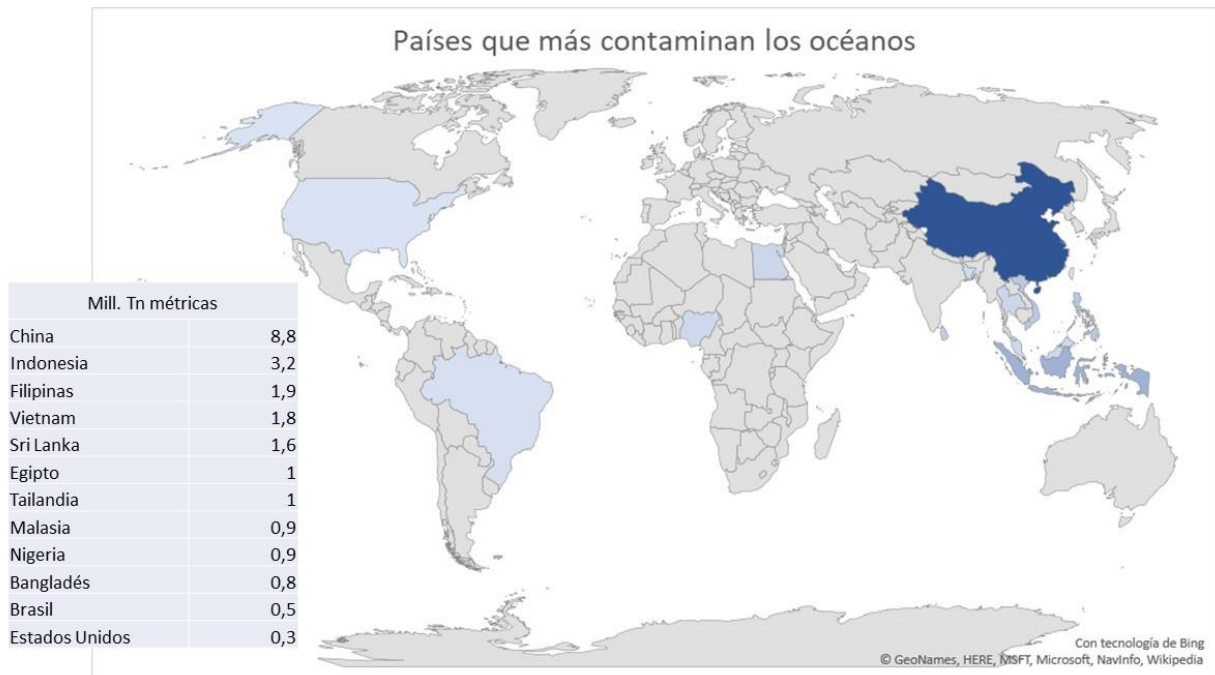 Países que más contaminan los océanos
Mill. Tn métricas
China 8,8
Indonesia 3,2
Filipinas 1,9
Vietnam 1,8
Sri Lanka 1,6
Egipto 1
Tailandia 1
Malasia 0,9
Nigeria 0,9
Bangladés 0,8
Brasil 0,5
Estados Unidos 0,3
Con tecnología de Bing
© GeoNames, HERE, MSFT, Microsoft, NavInfo, Wikipedia